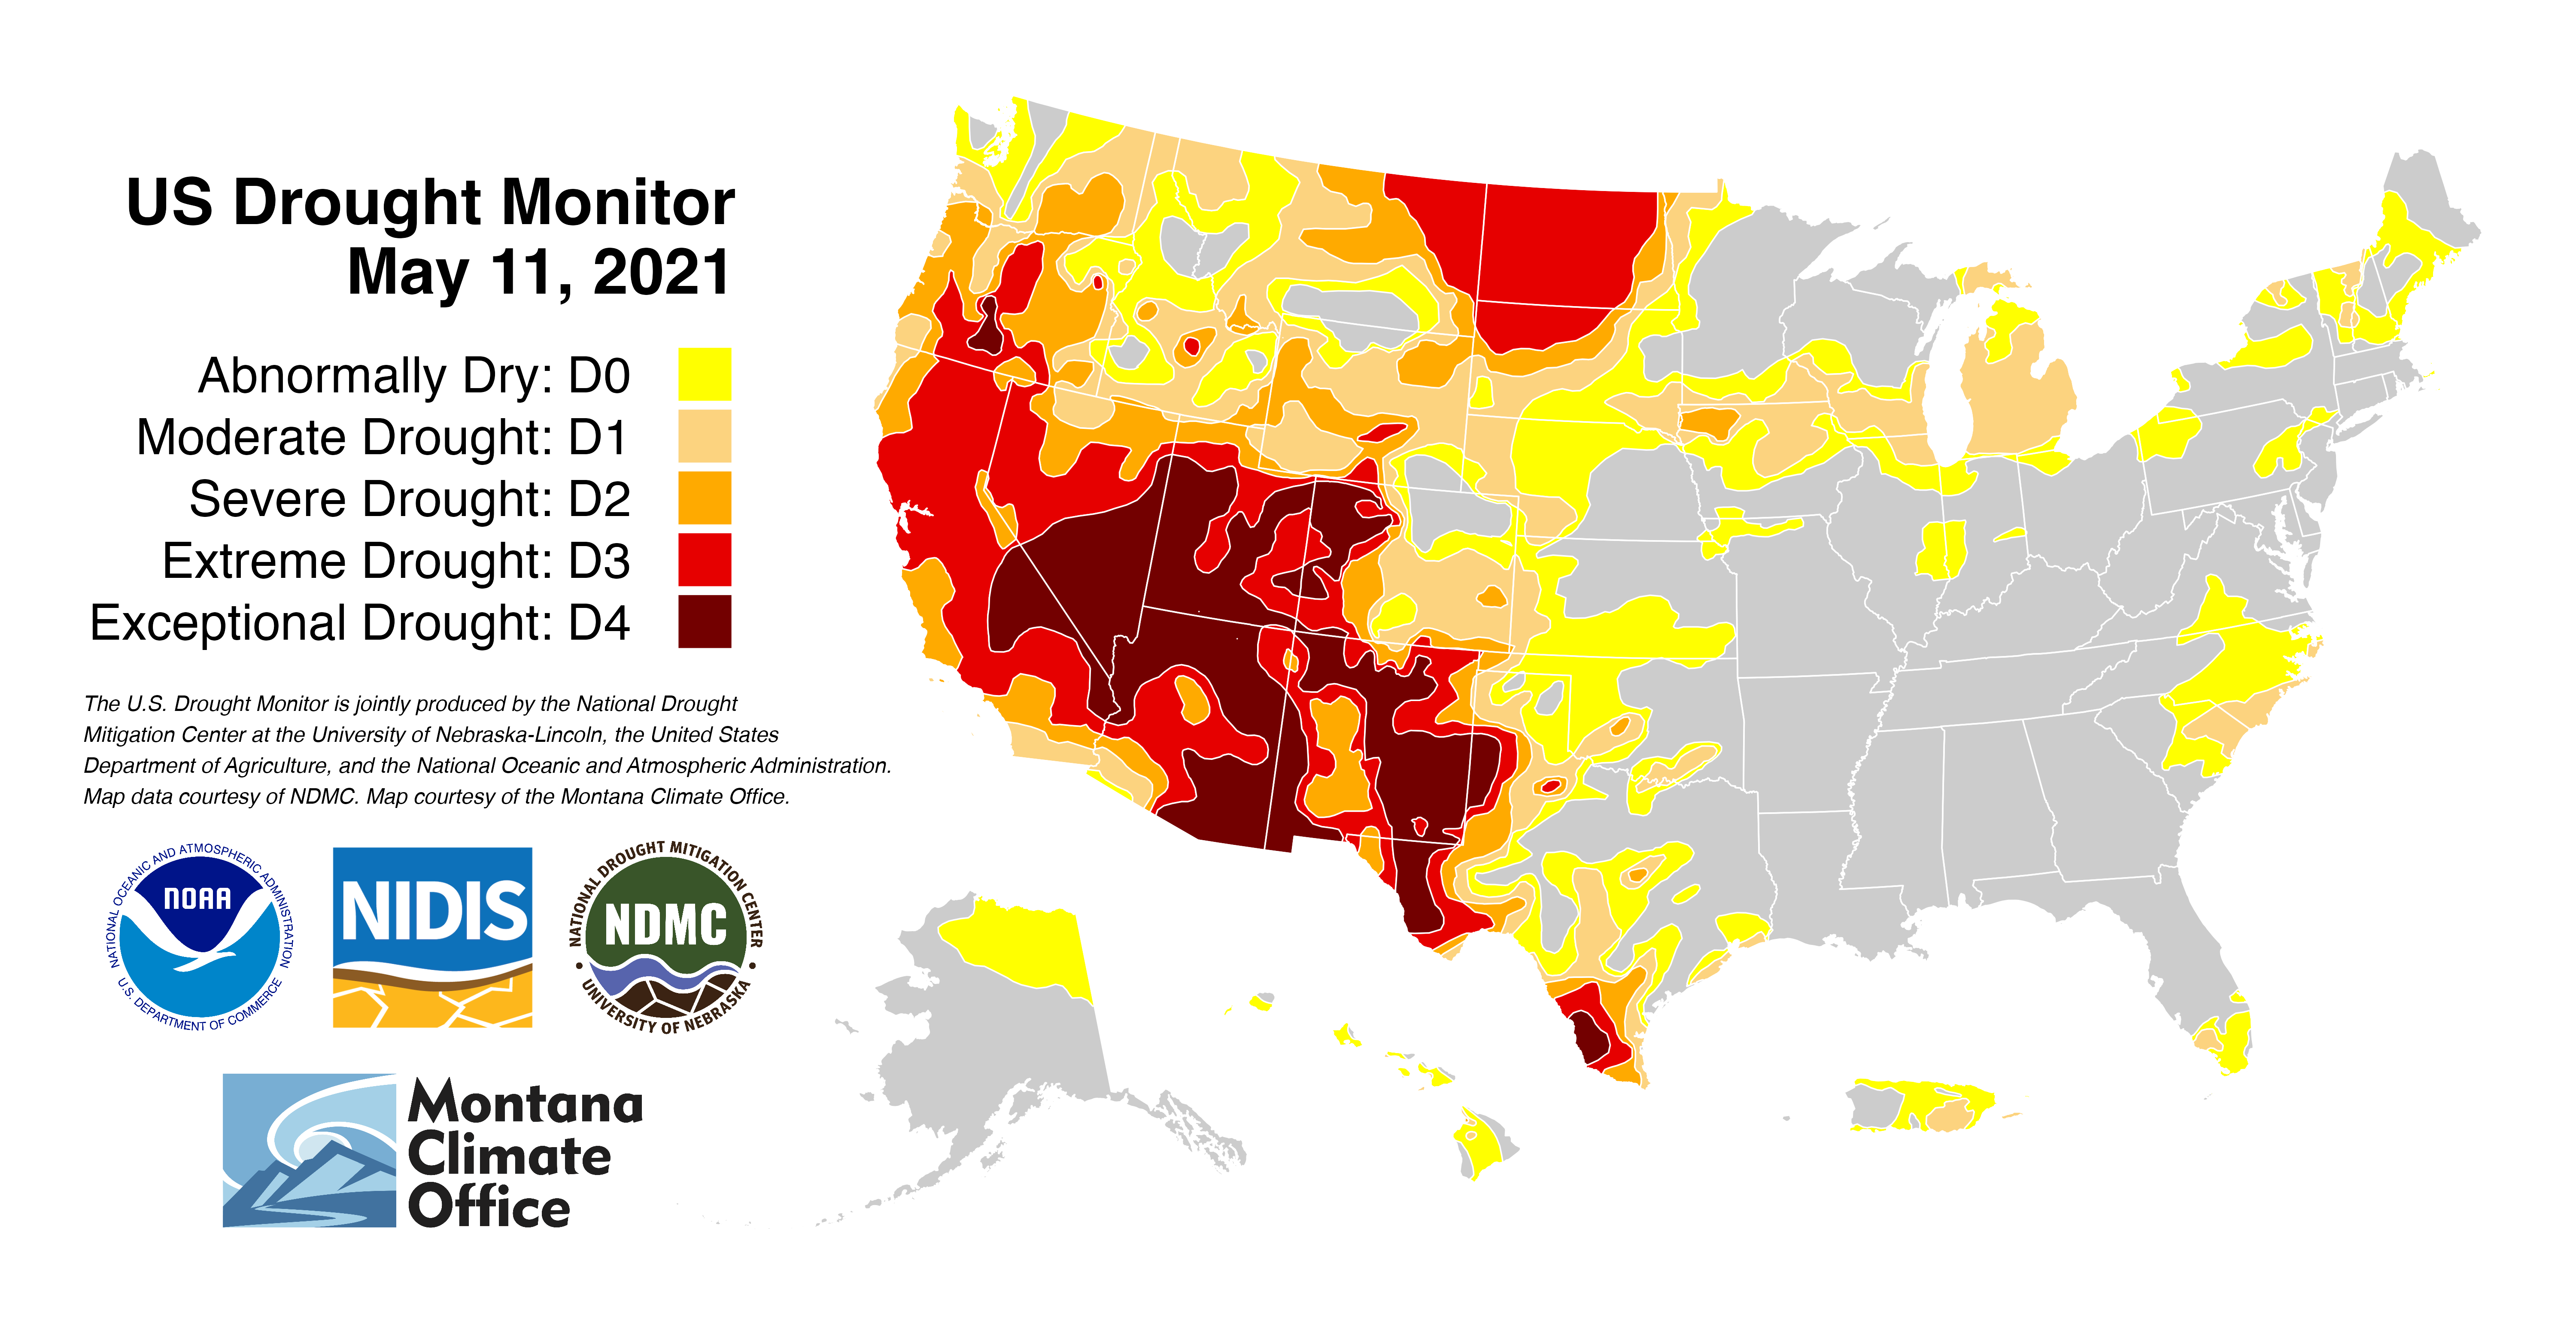 US Drought Monitor
May 11, 2021
Abnormally Dry: D0
Moderate Drought: D1
Severe Drought: D2
Extreme Drought: D3
Exceptional Drought: D4
The U.S. Drought Monitor is jointly produced by the National Drought
Mitigation Center at the University of Nebraska-Lincoln, the United States
Department of Agriculture, and the National Oceanic and Atmospheric Administration.
Map data courtesy of NDMC. Map courtesy of the Montana Climate Office.
NATIONAL OCEANIC AND ATMOSPHERIC ADMINISTRATION
NOAA
U.S. DEPARTMENT OF COMMERCE
NIDIS
NATIONAL DROUGHT MITIGATION CENTER
NDMC
UNIVERSITY OF NEBRASKA
Montana
Climate
Office